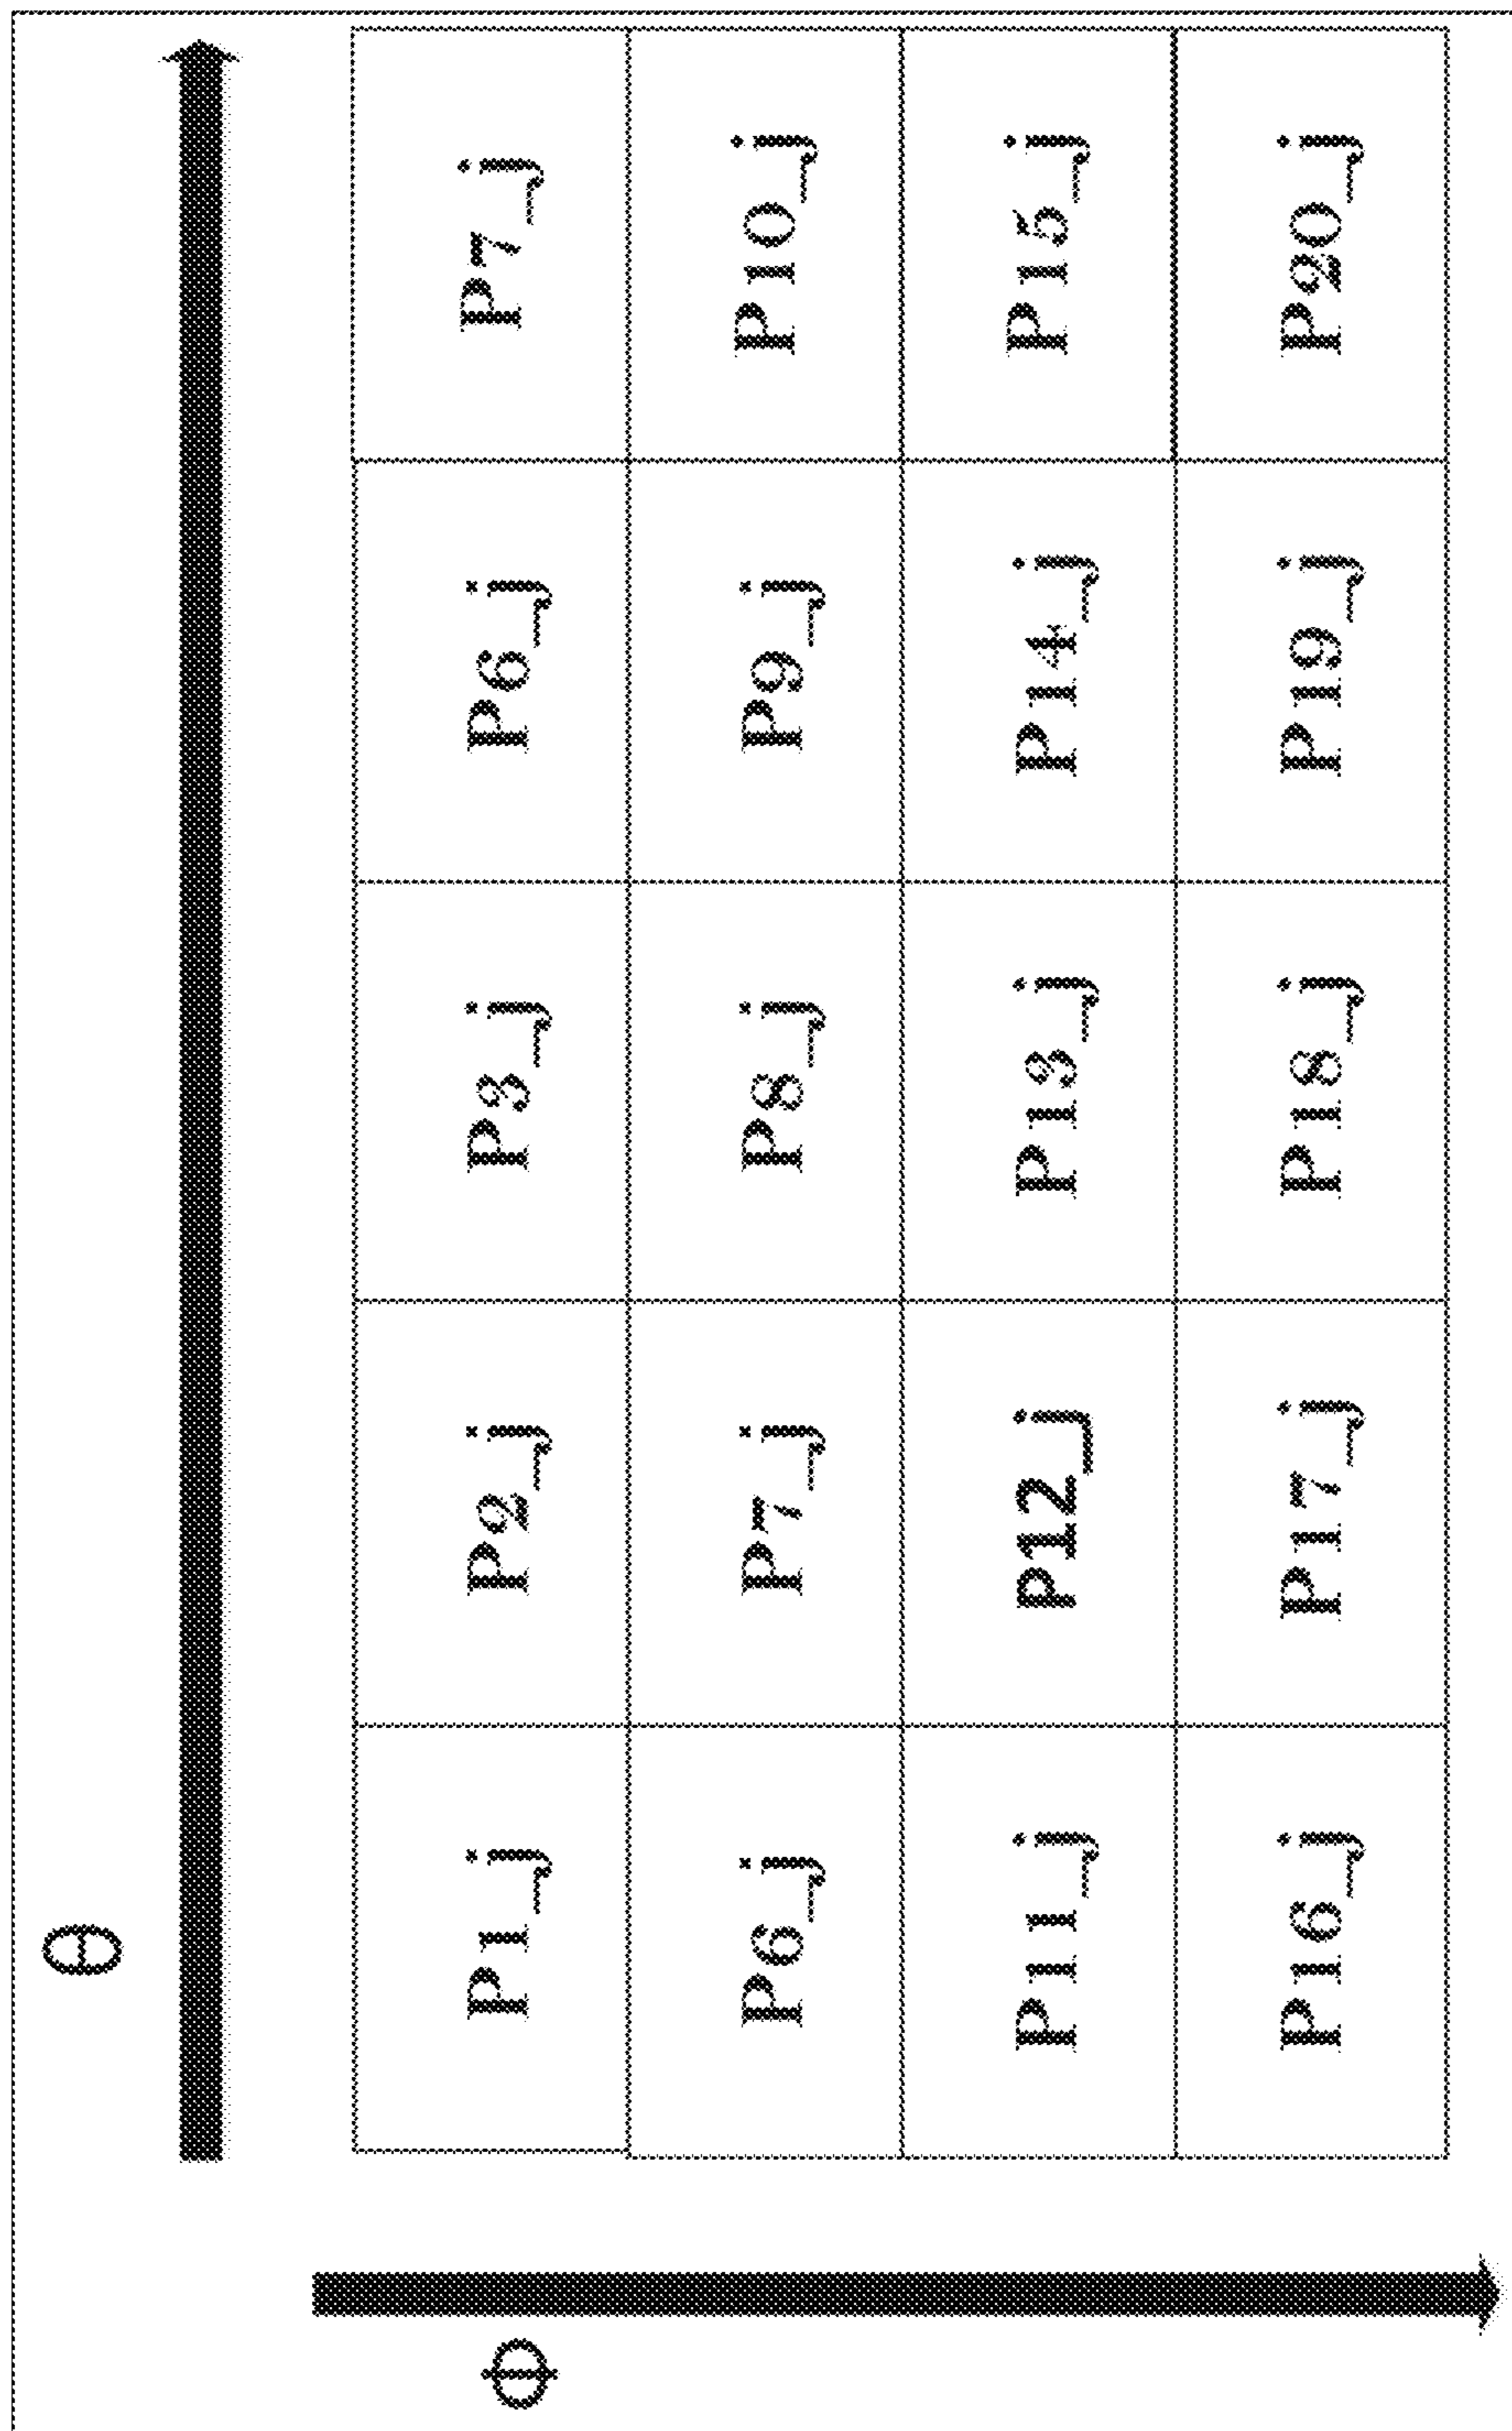 θ
Φ
P1_j P2_j P3_j P6_j P7_j
P6_j P7_j P8_j P9_j P10_j
P11_j P12_j P13_j P14_j P15_j
P16_j P17_j P18_j P19_j P20_j